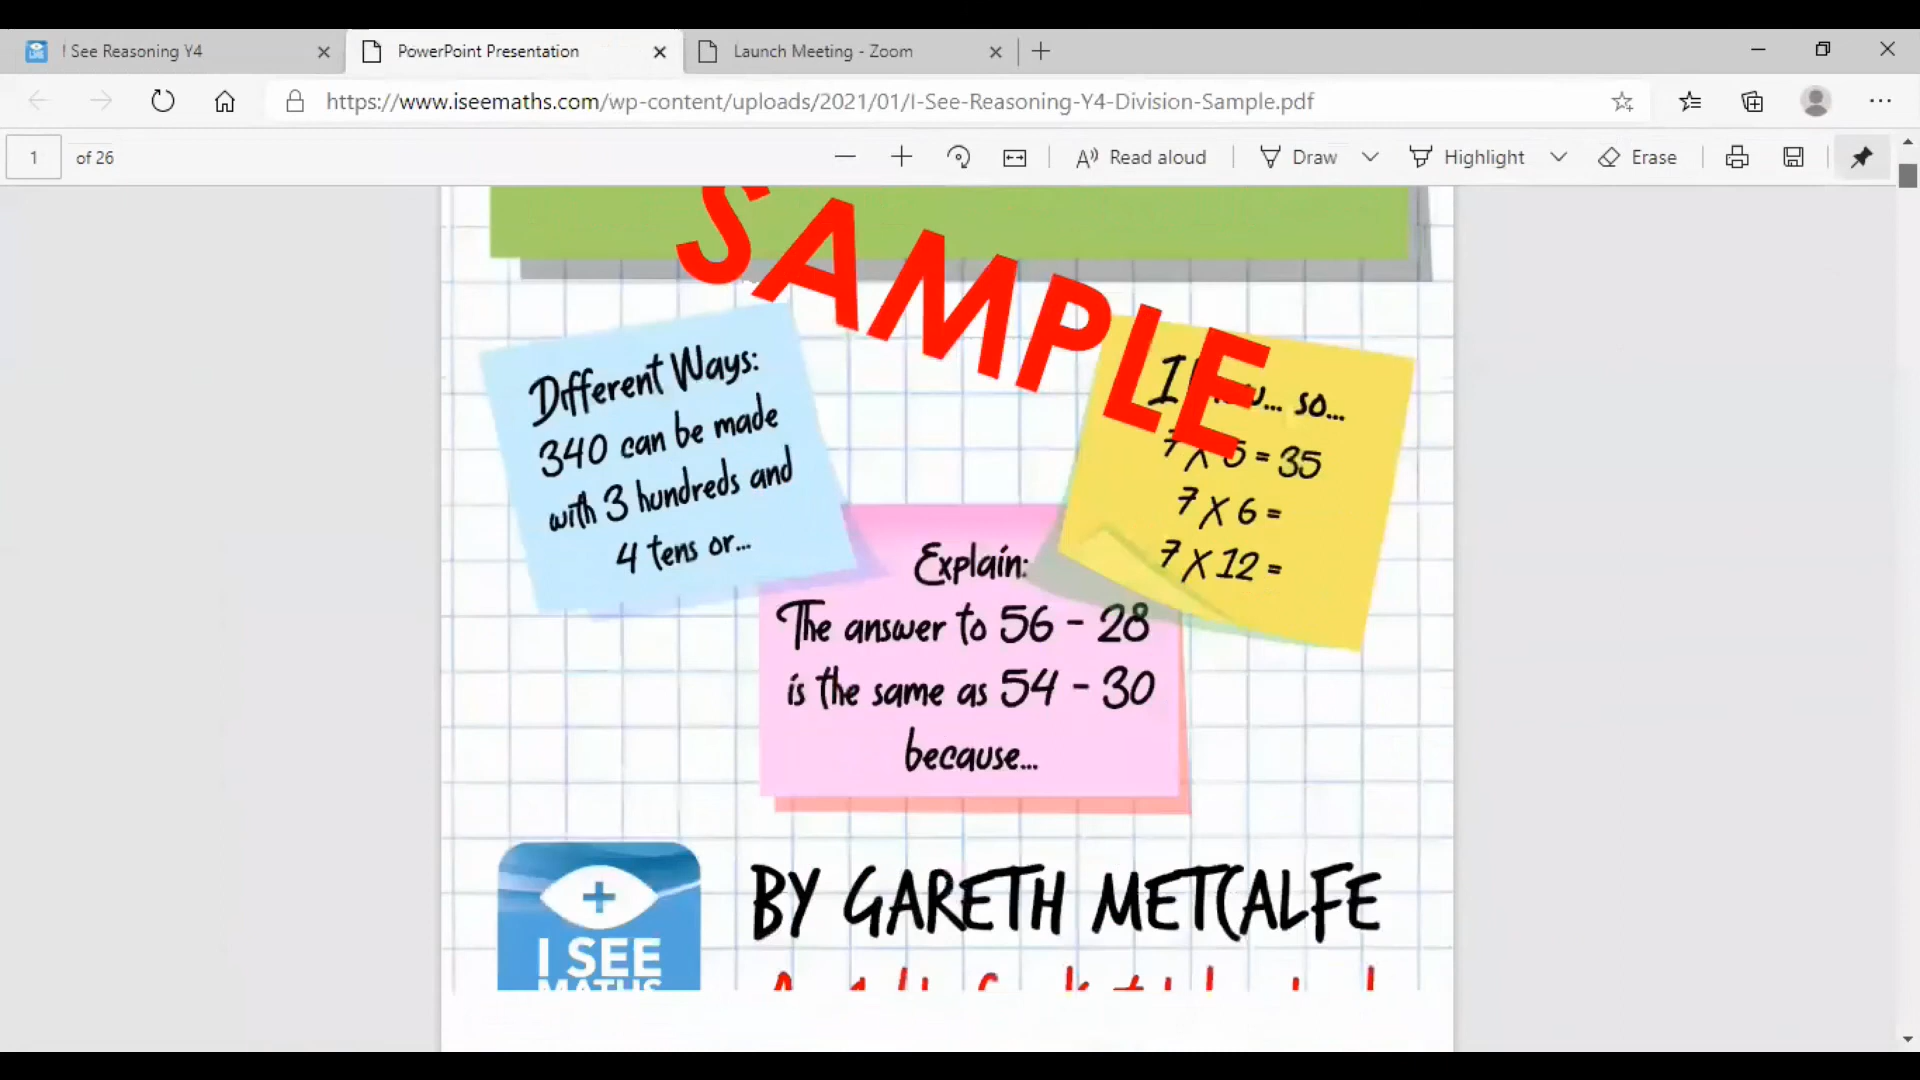 I See Reasoning Y4
PowerPoint Presentation
Launch Meeting - Zoom
https://www.iseemaths.com/wp-content/uploads/2021/01/I-See-Reasoning-Y4-Division-Sample.pdf
1 of 26
Read aloud
Draw
Highlight
Erase
SAMPLE
Different Ways:
340 can be made
with 3 hundreds and
4 tens or...
I ... so...
7 X 5 = 35
7 X 6 =
7 X 12 =
Explain:
The answer to 56 - 28
is the same as 54 - 30
because...
I SEE
MATHS
BY GARETH METCALFE